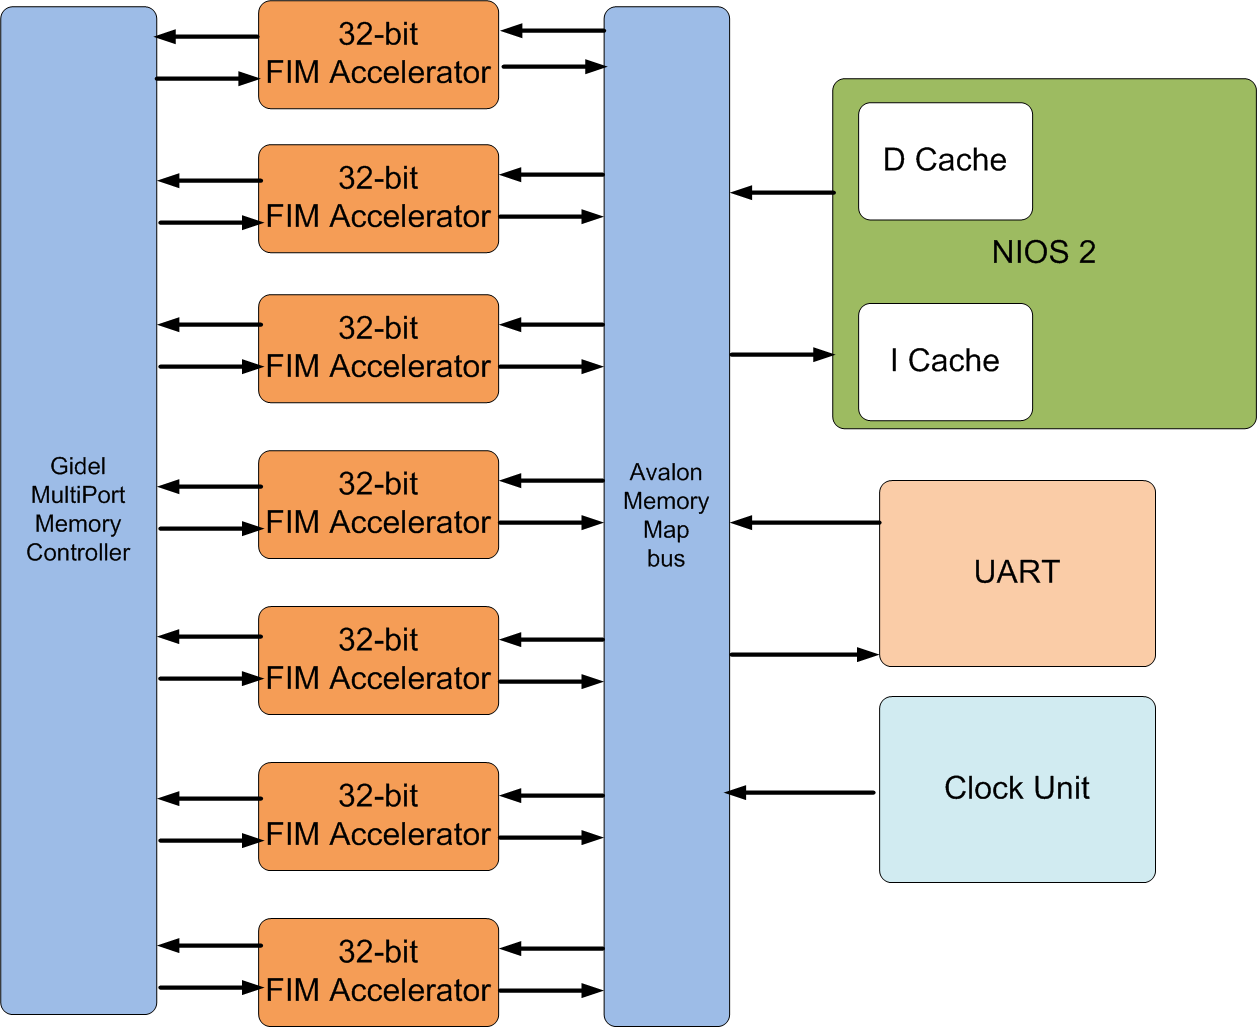 32-bit
FIM Accelerator
32-bit
FIM Accelerator
32-bit
FIM Accelerator
32-bit
FIM Accelerator
32-bit
FIM Accelerator
32-bit
FIM Accelerator
32-bit
FIM Accelerator
Gidel
MultiPort
Memory
Controller
Avalon
Memory
Map
bus
D Cache
NIOS 2
I Cache
UART
Clock Unit